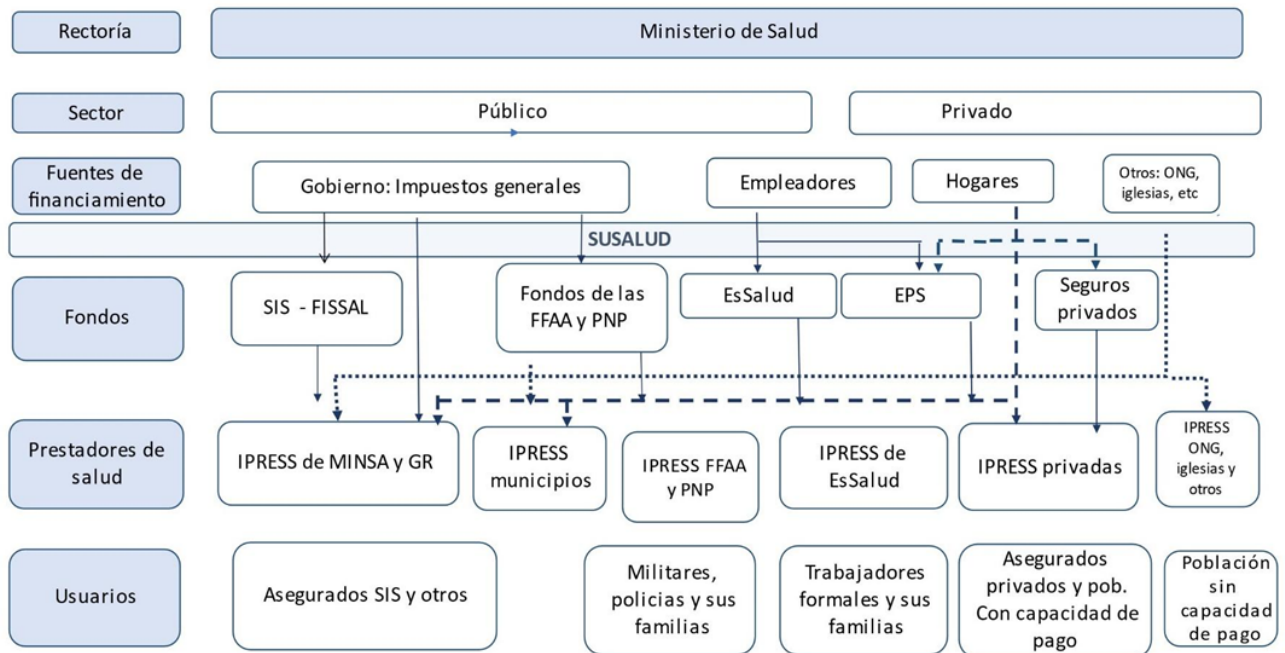 Rectoría
Ministerio de Salud
Sector
Público
Privado
Fuentes de
financiamiento
Gobierno: Impuestos generales
Empleadores
Hogares
Otros: ONG,
iglesias, etc
SUSALUD
Fondos
SIS - FISSAL
Fondos de las
FFAA y PNP
EsSalud
EPS
Seguros
privados
Prestadores de
salud
IPRESS de MINSA y GR
IPRESS
municipios
IPRESS FFAA
y PNP
IPRESS de
EsSalud
IPRESS privadas
IPRESS
ONG,
iglesias y
otros
Usuarios
Asegurados SIS y otros
Militares,
policias y sus
familias
Trabajadores
formales y sus
familias
Asegurados
privados y pob.
Con capacidad de
pago
Población
sin
capacidad
de pago